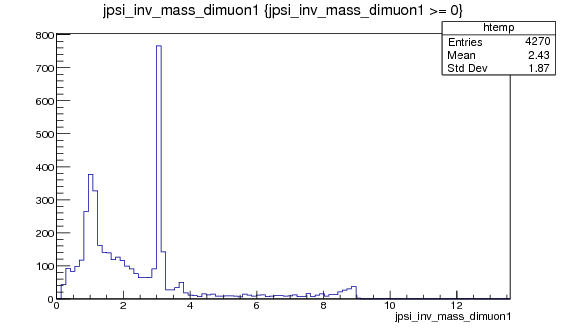 jpsi_inv_mass_dimuon1 {jpsi_inv_mass_dimuon1 >= 0}
htemp
Entries 4270
Mean 2.43
Std Dev 1.87
800
700
600
500
400
300
200
100
0
0 2 4 6 8 10 12
jpsi_inv_mass_dimuon1